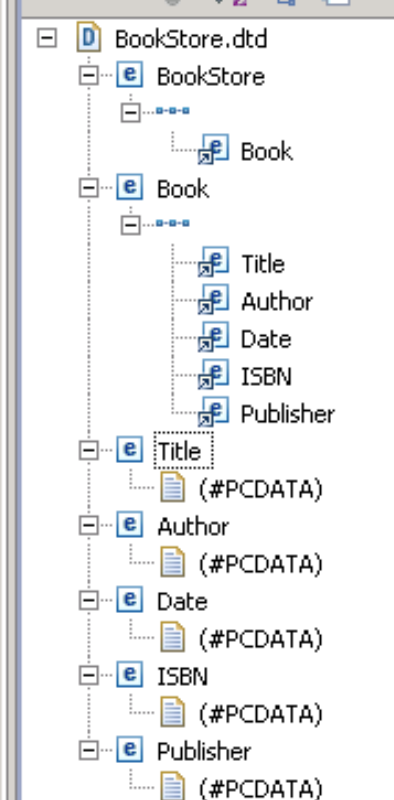 BookStore.dtd
BookStore
Book
Book
Title
Author
Date
ISBN
Publisher
Title
(#PCDATA)
Author
(#PCDATA)
Date
(#PCDATA)
ISBN
(#PCDATA)
Publisher
(#PCDATA)